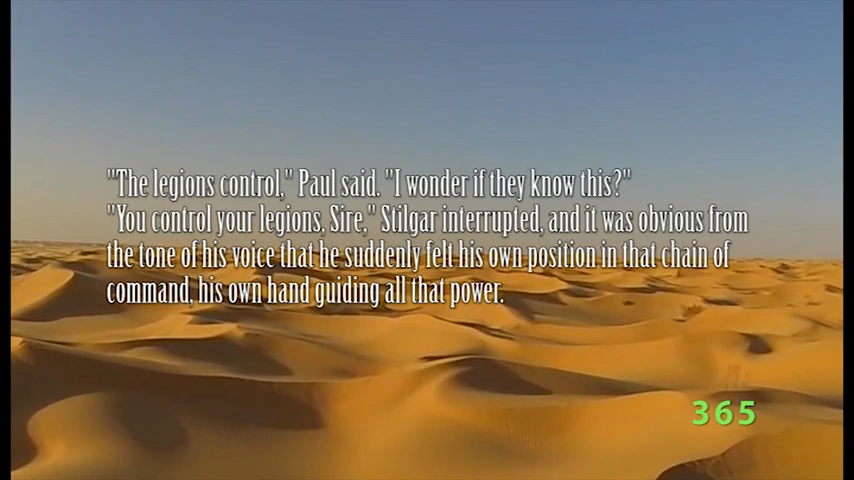 "The legions control," Paul said. "I wonder if they know this?"
"You control your legions, Sire," Stilgar interrupted, and it was obvious from
the tone of his voice that he suddenly felt his own position in that chain of
command, his own hand guiding all that power.
365